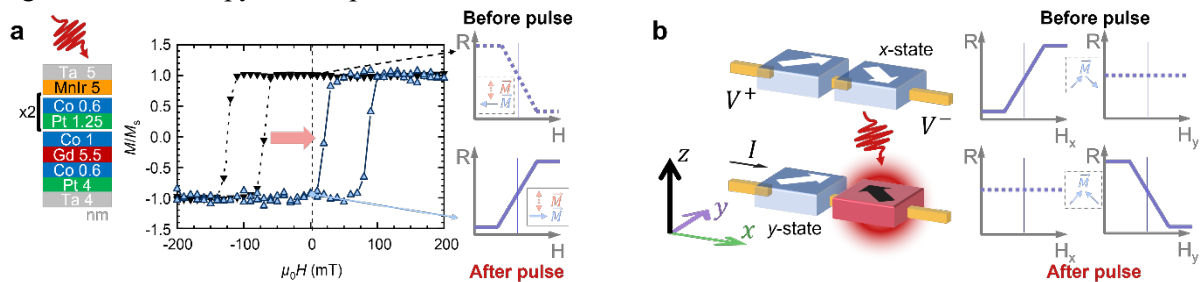 a
Ta 5
MnIr 5
x2
Co 0.6
Pt 1.25
Co 1
Gd 5.5
Co 0.6
Pt 4
Ta 4
nm
M/Ms
1.5
1.0
0.5
0.0
-0.5
-1.0
-1.5
-200
-100
0
100
200
μ₀H (mT)
Before pulse
R
M
M
H
R
M
M
H
After pulse
b
V⁺
x-state
V⁻
I
z
y
x
y-state
Before pulse
R
Hx
M
R
Hy
R
Hx
M
R
Hy
After pulse